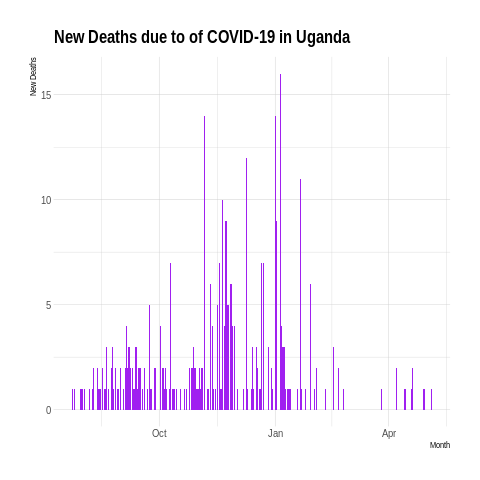 New Deaths due to of COVID-19 in Uganda
New Deaths
15
10
5
0
Oct
Jan
Apr
Month